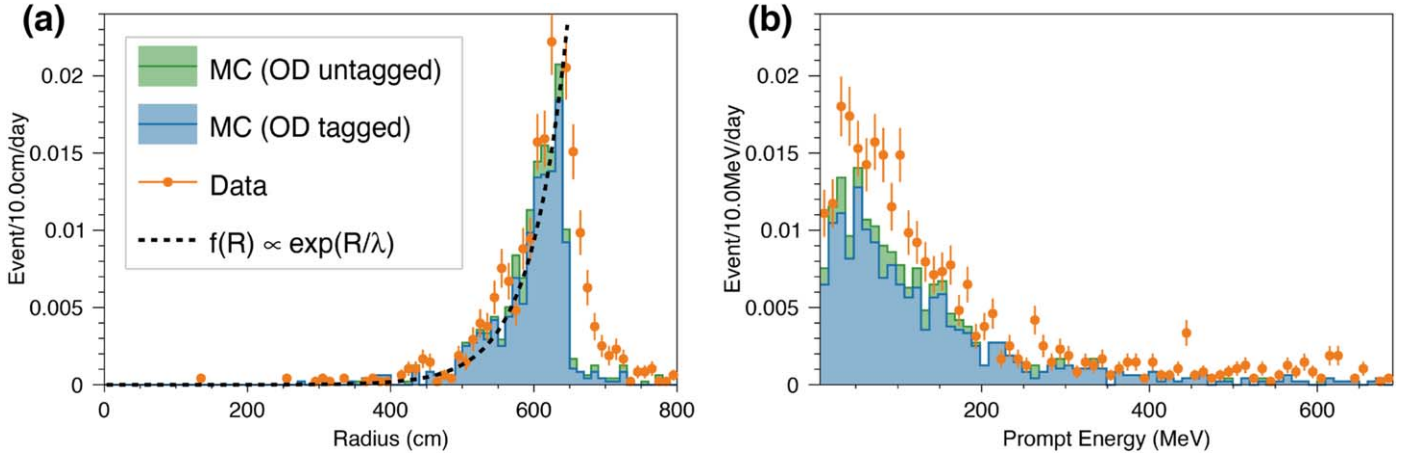 (a)
Event/10.0cm/day
0.02
0.015
0.01
0.005
0
MC (OD untagged)
MC (OD tagged)
Data
f(R) ∝ exp(R/λ)
0 200 400 600 800
Radius (cm)
(b)
Event/10.0MeV/day
0.02
0.015
0.01
0.005
0
200 400 600
Prompt Energy (MeV)